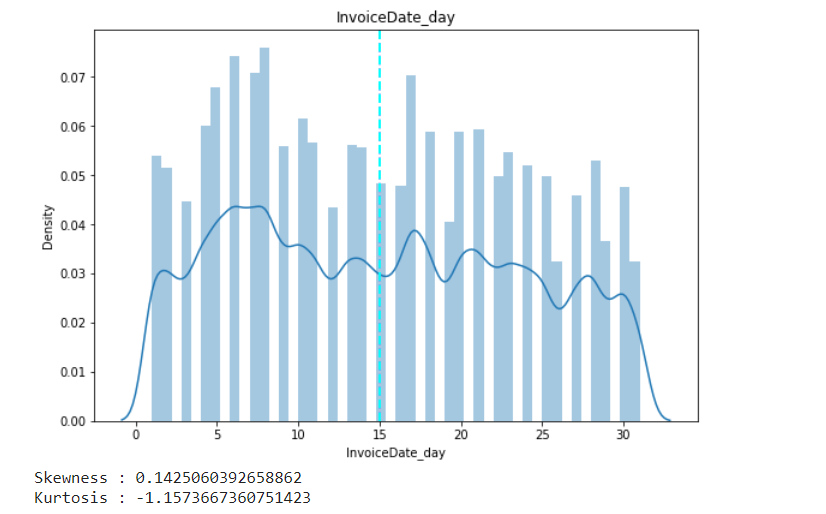 InvoiceDate_day
0.07
0.06
0.05
0.04
0.03
0.02
0.01
0.00
Density
0 5 10 15 20 25 30
InvoiceDate_day
Skewness : 0.1425060392658862
Kurtosis : -1.1573667360751423